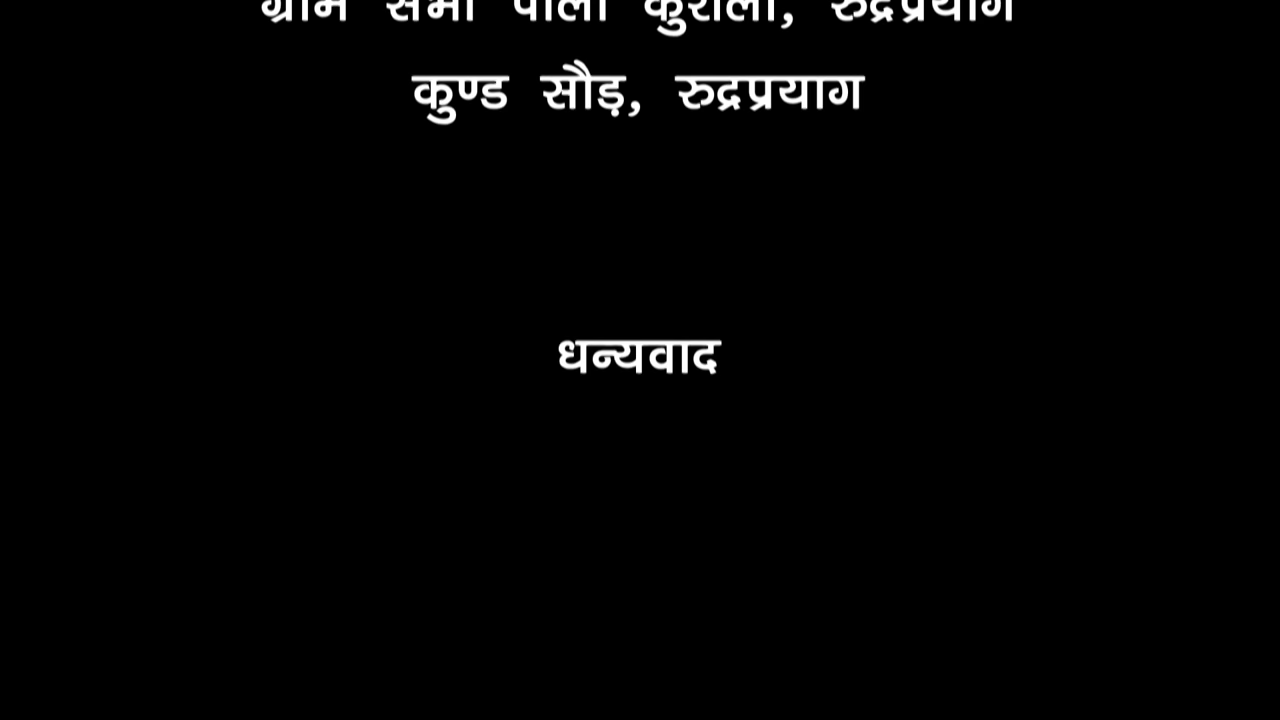 ग्राम सभा पाला कुराली, रुद्रप्रयाग
कुण्ड सौड़, रुद्रप्रयाग
धन्यवाद